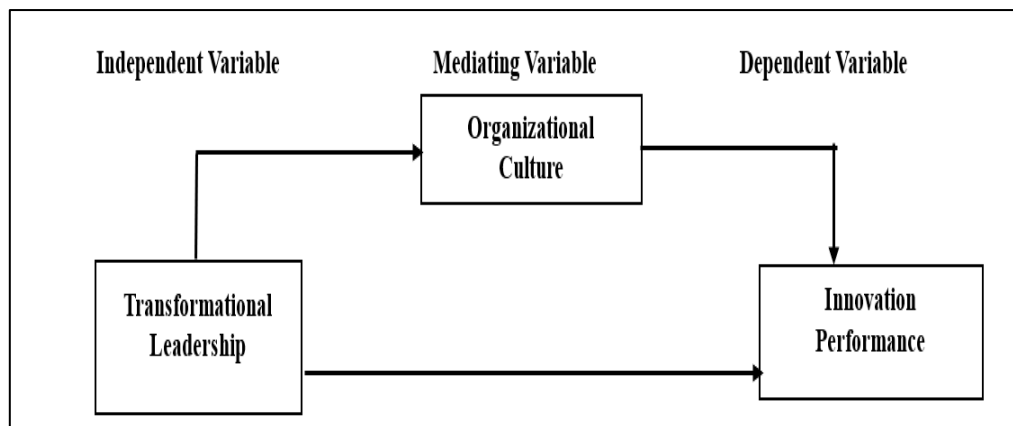 Independent Variable
Mediating Variable
Dependent Variable
Organizational
Culture
Transformational
Leadership
Innovation
Performance